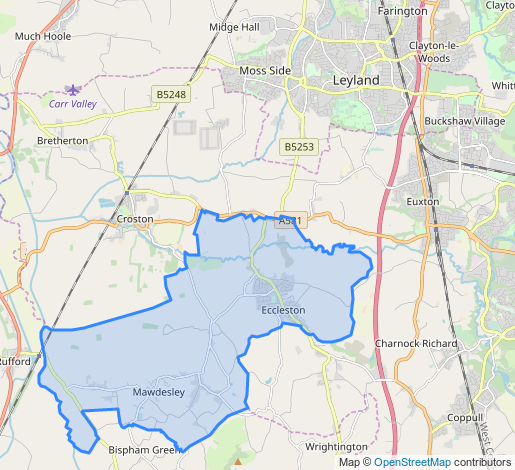 Farington
Clayto
Midge Hall
Much Hoole
Clayton-le-
Woods
Moss Side
Leyland
Whitt
B5248
Carr Valley
Buckshaw Village
Bretherton
B5253
Euxton
Croston
A581
Eccleston
Charnock Richard
Rufford
Mawdesley
Coppull
West C
Bispham Green
Wrightington
Map © OpenStreetMap contributors